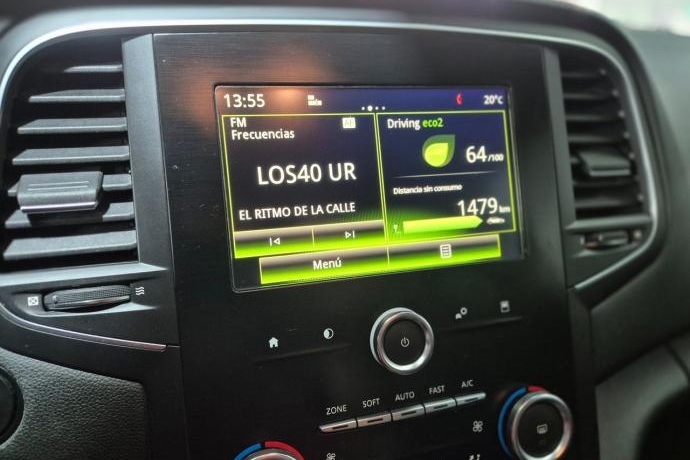 13:55
20°C
FM
Frecuencias
LOS40 UR
EL RITMO DE LA CALLE
Driving eco2
64/100
Distancia sin consumo
1479 km
Menú
ZONE SOFT AUTO FAST A/C